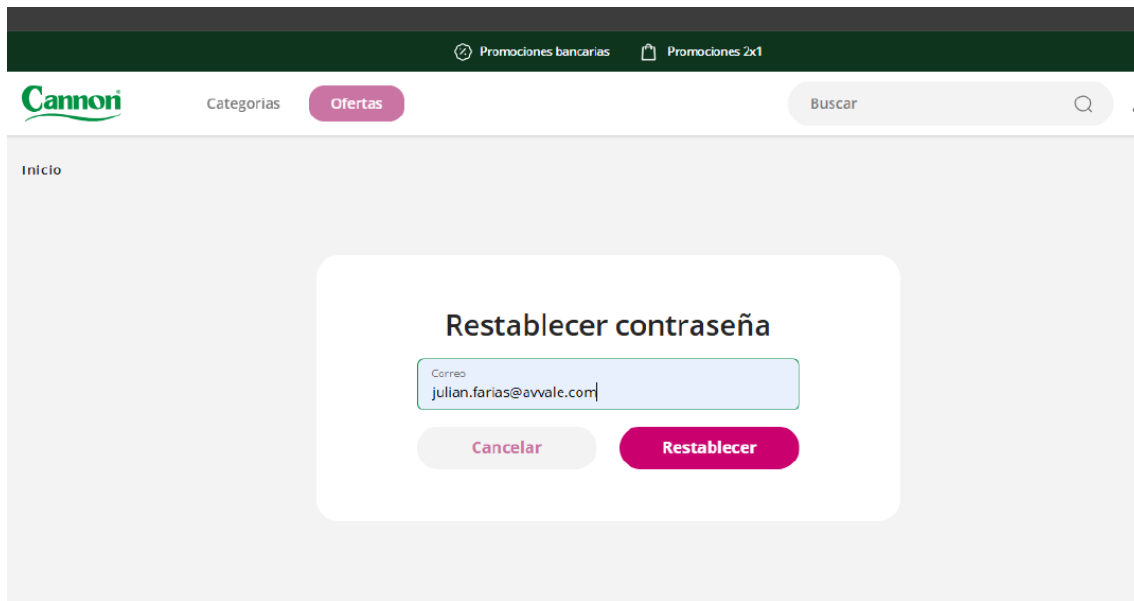 Promociones bancarias Promociones 2x1
Cannon Categorias Ofertas Buscar
Inicio
Restablecer contraseña
Correo
julian.farias@avvale.com
Cancelar Restablecer